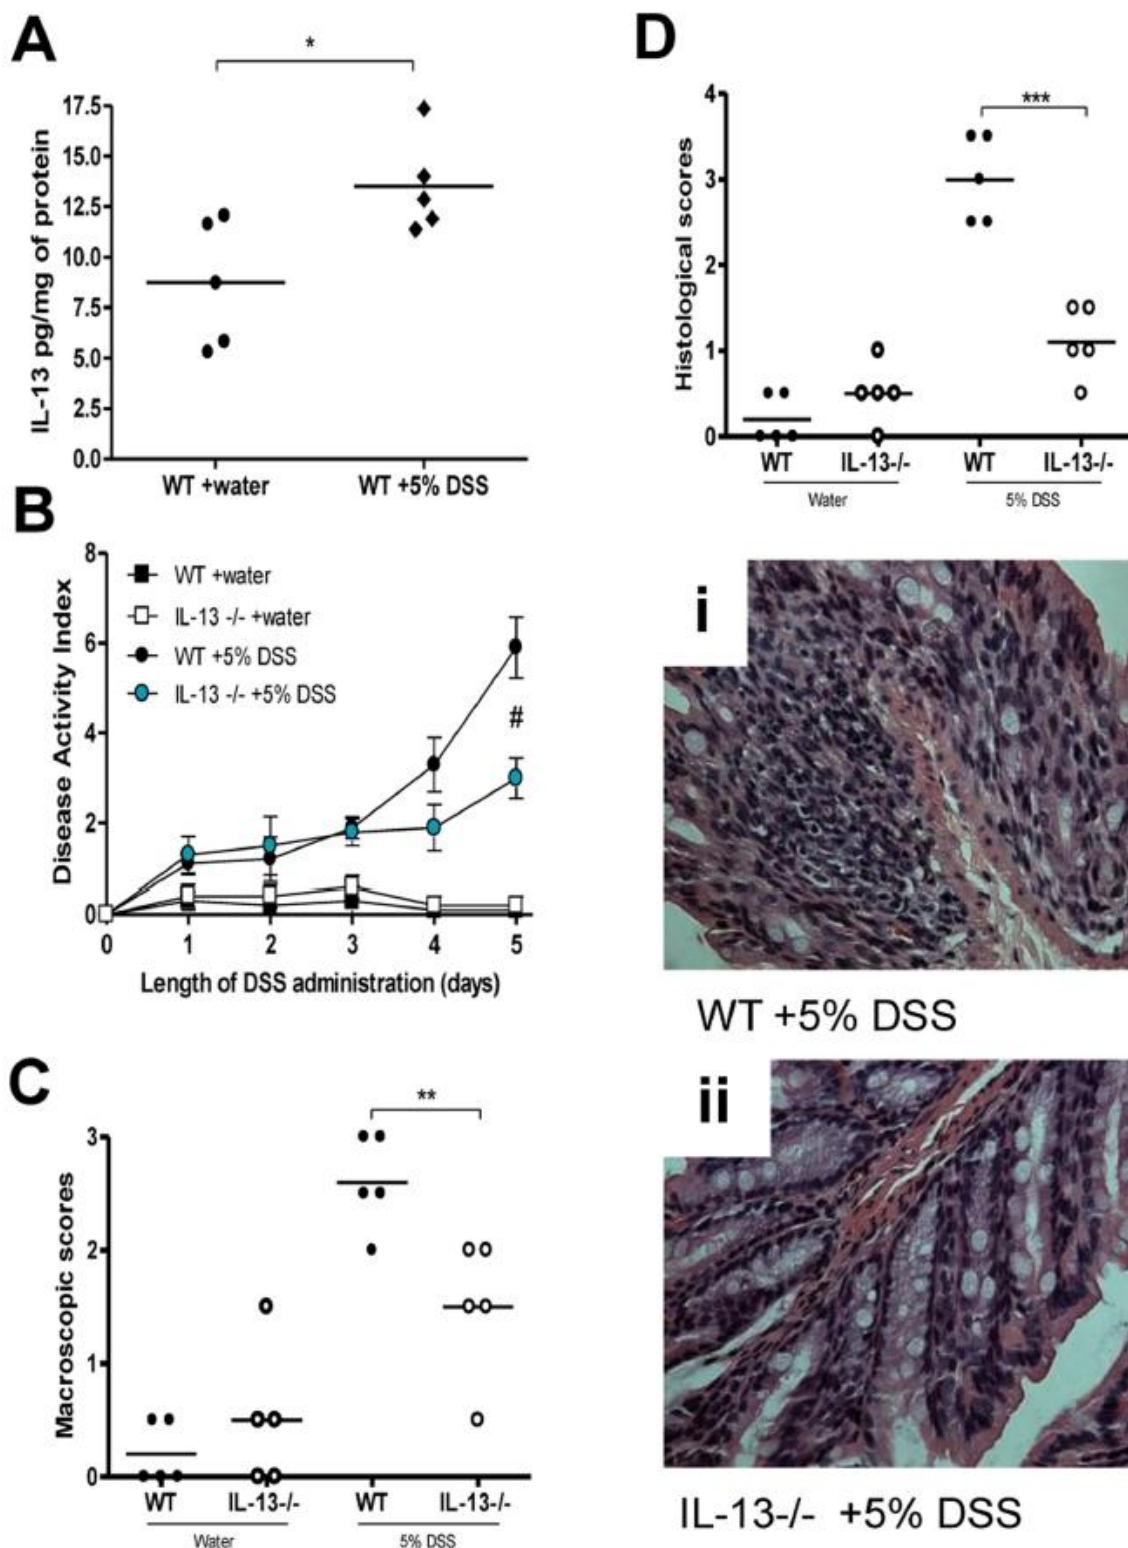 A
*
17.5
15.0
12.5
10.0
7.5
5.0
2.5
0.0
IL-13 pg/mg of protein
WT +water WT +5% DSS
B
8
6
4
2
0
Disease Activity Index
WT +water
IL-13 -/- +water
WT +5% DSS
IL-13 -/- +5% DSS
#
0 1 2 3 4 5
Length of DSS administration (days)
C
**
3
2
1
0
Macroscopic scores
WT IL-13-/- WT IL-13-/-
Water 5% DSS
D
***
4
3
2
1
0
Histological scores
WT IL-13-/- WT IL-13-/-
Water 5% DSS
i
WT +5% DSS
ii
IL-13-/- +5% DSS